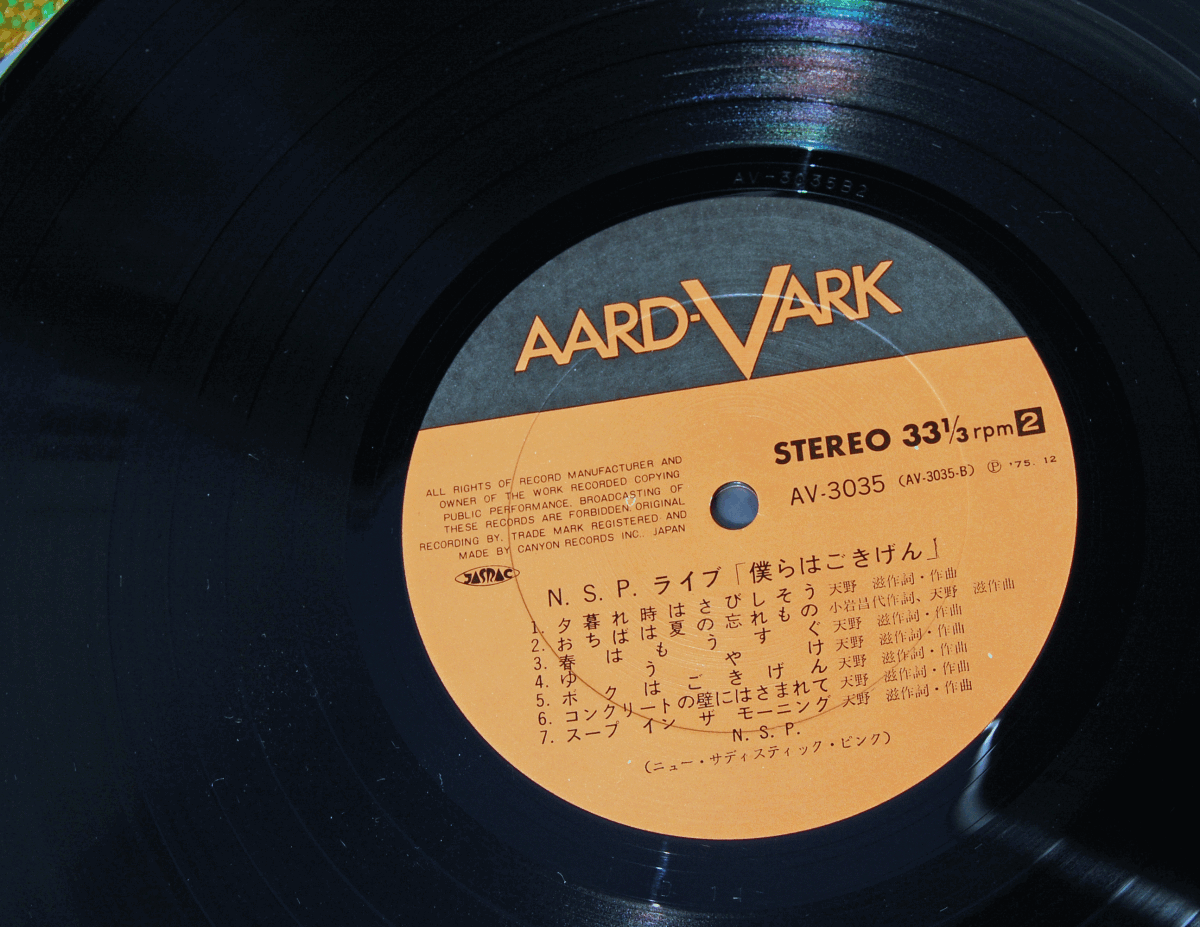 AV-3035B2
AARD-VARK
STEREO 33 1/3 rpm 2
AV-3035 (AV-3035-B) Ⓟ '75. 12
ALL RIGHTS OF RECORD MANUFACTURER AND
OWNER OF THE WORK RECORDED COPYING
PUBLIC PERFORMANCE, BROADCASTING OF
THESE RECORDS ARE FORBIDDEN, ORIGINAL
RECORDING BY, TRADE MARK REGISTERED AND
MADE BY CANYON RECORDS INC., JAPAN
JASRAC
N. S. P. ライブ「僕らはごきげん」
1. 夕暮れ時はさびしそう 天野 滋作詞・作曲
2. おちばは夏の忘れもの 小岩昌代作詞、天野 滋作曲
3. 春はもうすぐ 天野 滋作詞・作曲
4. ゆうやけ 天野 滋作詞・作曲
5. ボクはごきげん 天野 滋作詞・作曲
6. コンクリートの壁にはさまれて 天野 滋作詞・作曲
7. スープ イン ザ モーニング 天野 滋作詞・作曲
N. S. P.
(ニュー・サディスティック・ピンク)